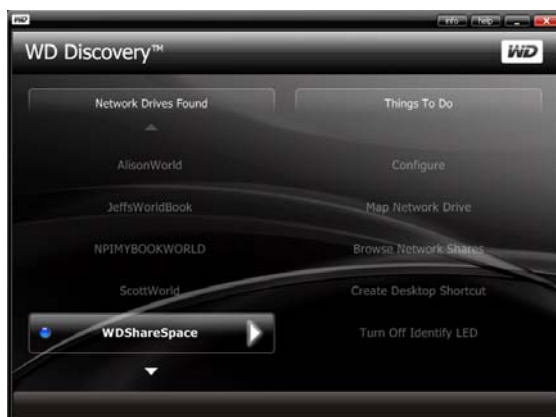 WD
info
help
WD Discovery™
WD
Network Drives Found
AlisonWorld
JeffsWorldBook
NPIMYBOOKWORLD
ScottWorld
WDShareSpace
Things To Do
Configure
Map Network Drive
Browse Network Shares
Create Desktop Shortcut
Turn Off Identify LED